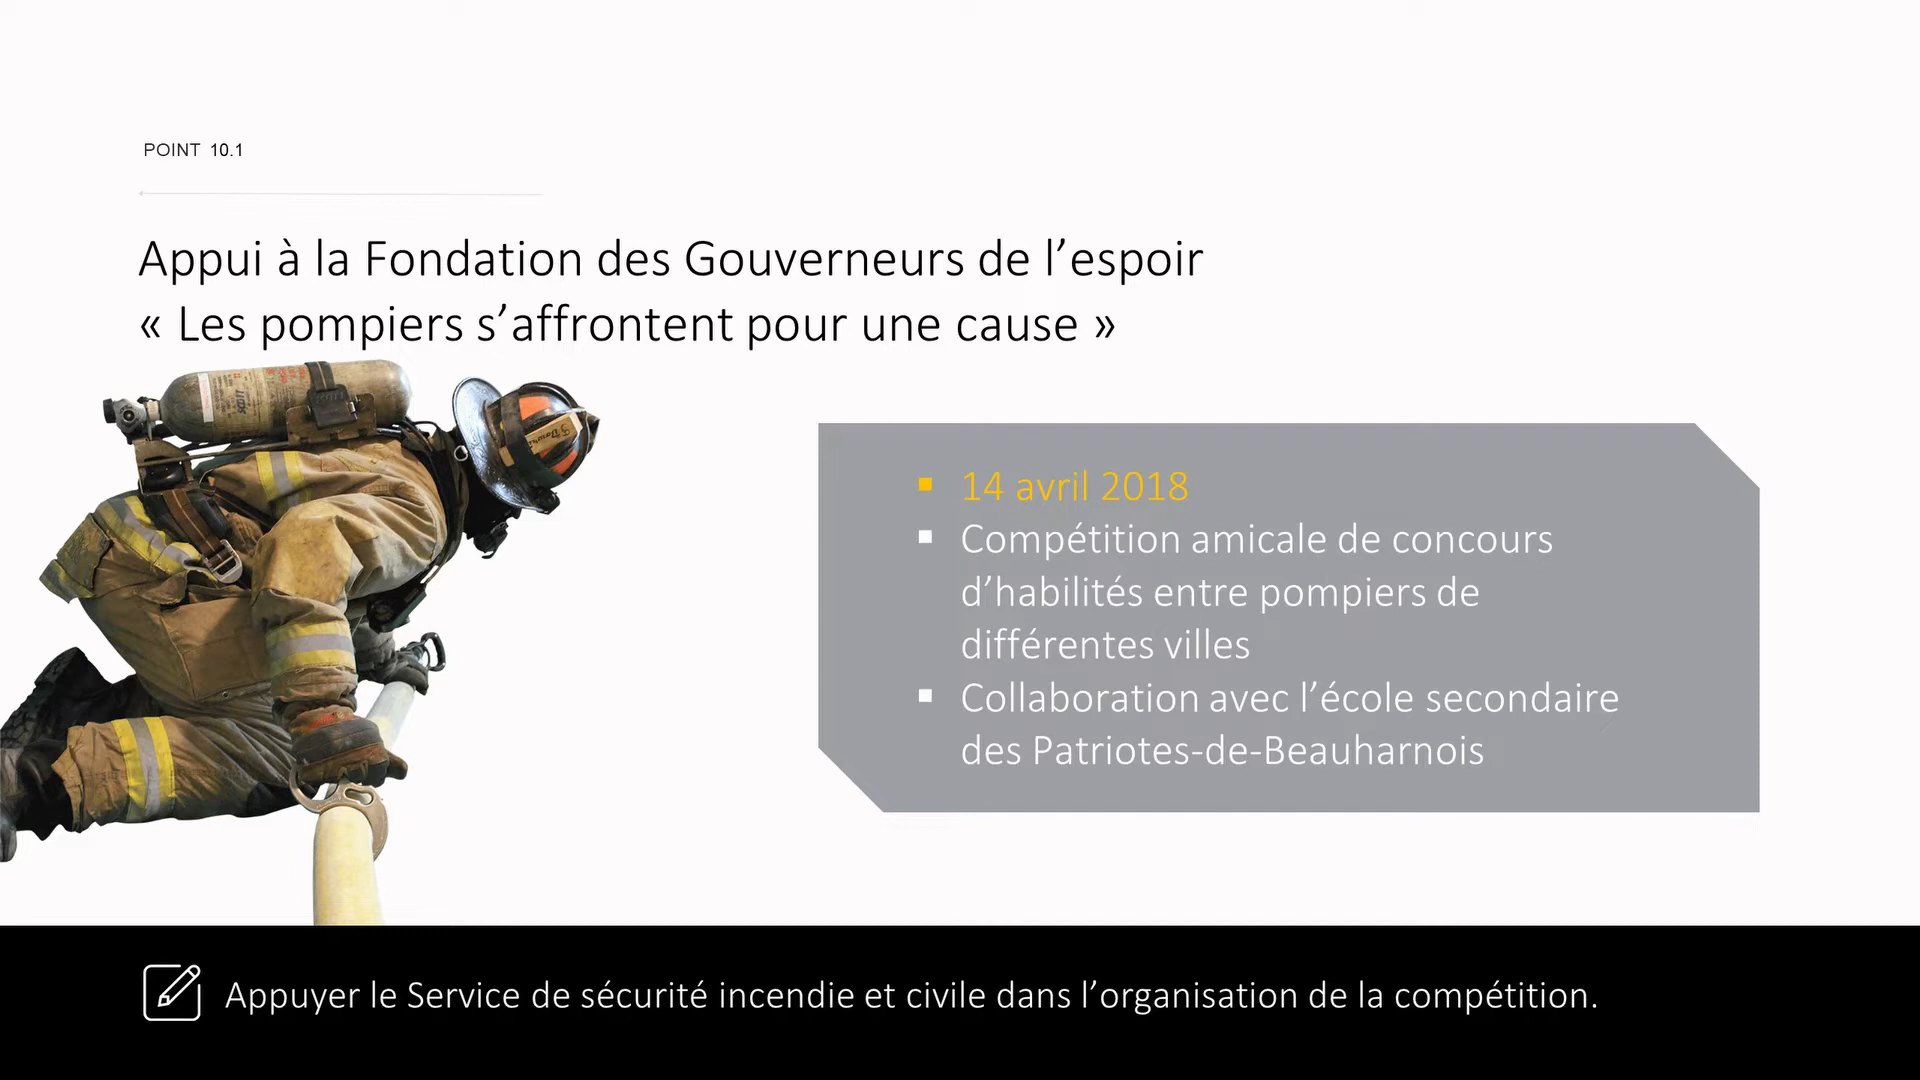 POINT 10.1
Appui à la Fondation des Gouverneurs de l’espoir
« Les pompiers s’affrontent pour une cause »
▪ 14 avril 2018
▪ Compétition amicale de concours
d’habilités entre pompiers de
différentes villes
▪ Collaboration avec l’école secondaire
des Patriotes-de-Beauharnois
Appuyer le Service de sécurité incendie et civile dans l’organisation de la compétition.